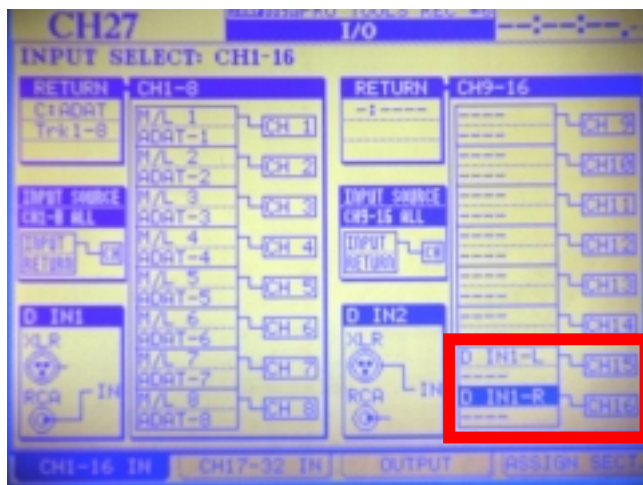 CH27
PRO TOOLS REC
I/O
--:--:--.
INPUT SELECT: CH1-16
RETURN
C:ADAT
Trk1-8
INPUT SOURCE
CH1-8 ALL
INPUT
RETURN
CH
D IN1
XLR
RCA
IN
CH1-8
M/L 1
ADAT-1
CH 1
M/L 2
ADAT-2
CH 2
M/L 3
ADAT-3
CH 3
M/L 4
ADAT-4
CH 4
M/L 5
ADAT-5
CH 5
M/L 6
ADAT-6
CH 6
M/L 7
ADAT-7
CH 7
M/L 8
ADAT-8
CH 8
RETURN
-:----
INPUT SOURCE
CH9-16 ALL
INPUT
RETURN
CH
D IN2
XLR
RCA
IN
CH9-16
----
----
CH 9
----
----
CH10
----
----
CH11
----
----
CH12
----
----
CH13
----
----
CH14
D IN1-L
----
CH15
D IN1-R
----
CH16
CH1-16 IN
CH17-32 IN
OUTPUT
ASSIGN SECT